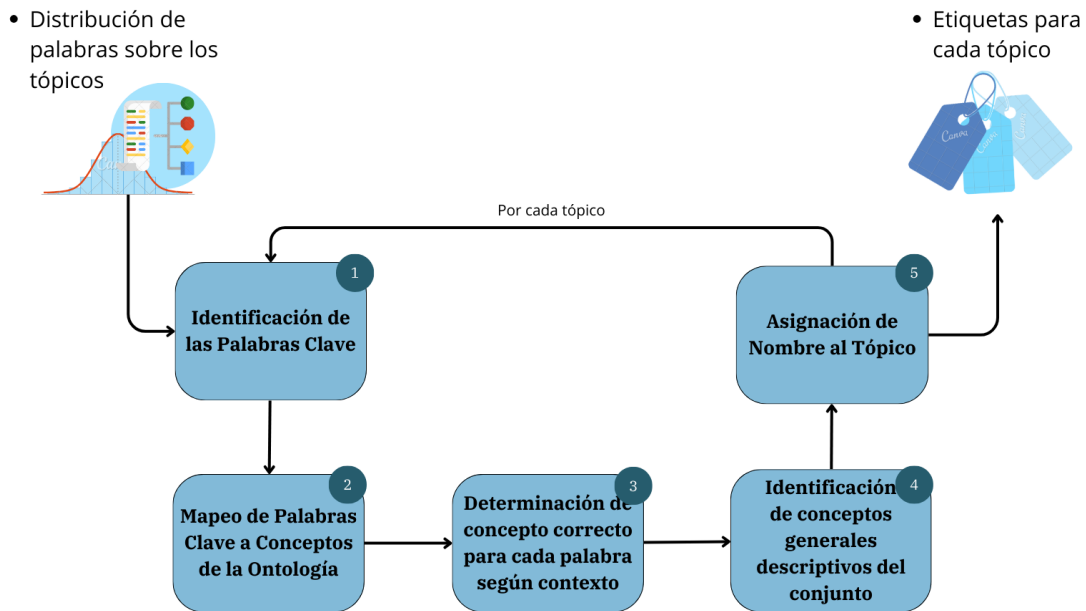 Distribución de
palabras sobre los
tópicos
Etiquetas para
cada tópico
Canva
Canva
Por cada tópico
1
Identificación de
las Palabras Clave
5
Asignación de
Nombre al Tópico
2
Mapeo de Palabras
Clave a Conceptos
de la Ontología
3
Determinación de
concepto correcto
para cada palabra
según contexto
4
Identificación
de conceptos
generales
descriptivos del
conjunto